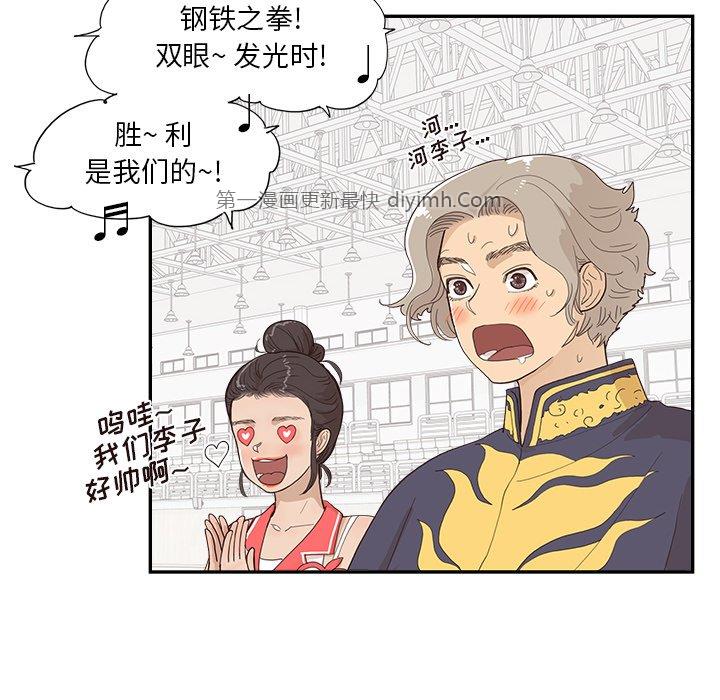 钢铁之拳!
双眼~ 发光时!
胜~ 利
是我们的~!
第一漫画更新最快 diyimh.Com
河...
河李子...
呜哇~
我们李子
好帅啊~